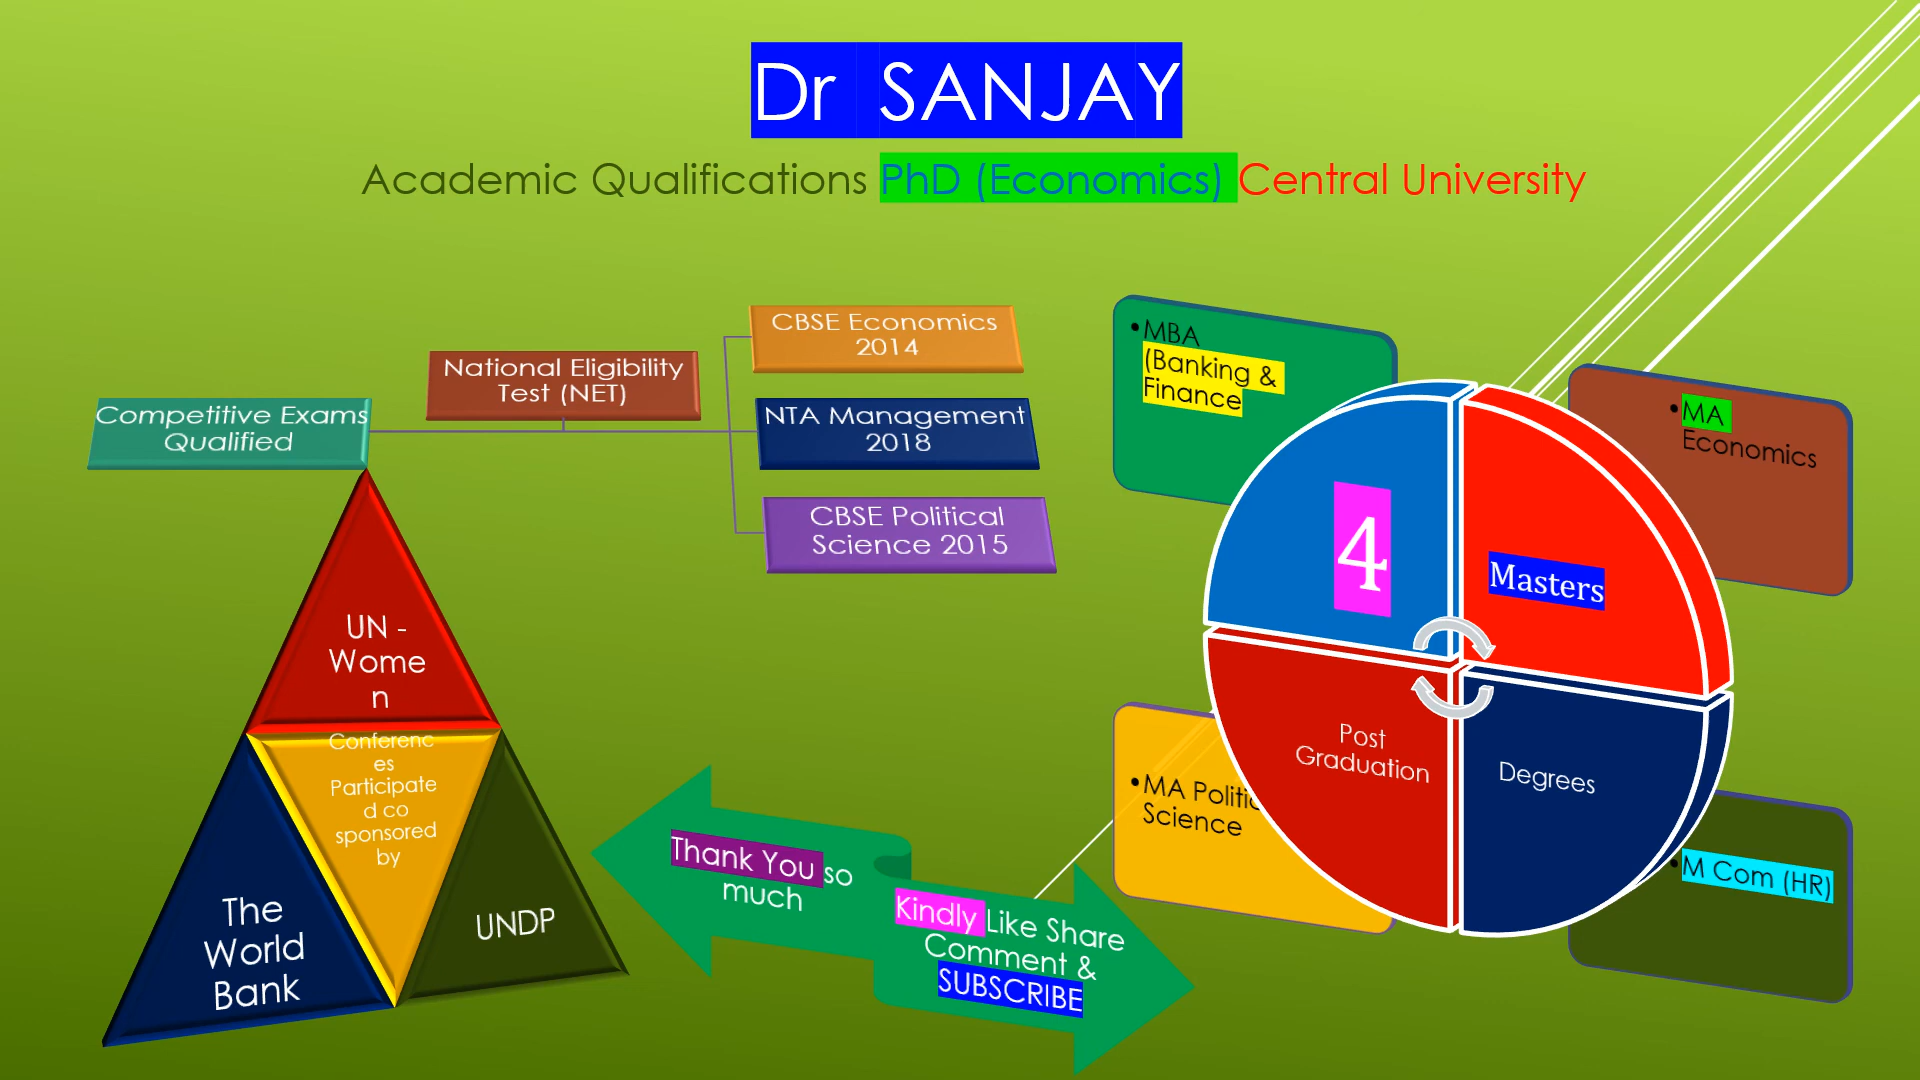 Dr SANJAY
Academic Qualifications PhD (Economics) Central University
Competitive Exams
Qualified
National Eligibility
Test (NET)
CBSE Economics
2014
NTA Management
2018
CBSE Political
Science 2015
•MBA
(Banking &
Finance
•MA
Economics
4
Masters
Post
Graduation
Degrees
•MA Politic
Science
•M Com (HR)
UN -
Wome
n
Conferenc
es
Participate
d co
sponsored
by
The
World
Bank
UNDP
Thank You so
much
Kindly Like Share
Comment &
SUBSCRIBE